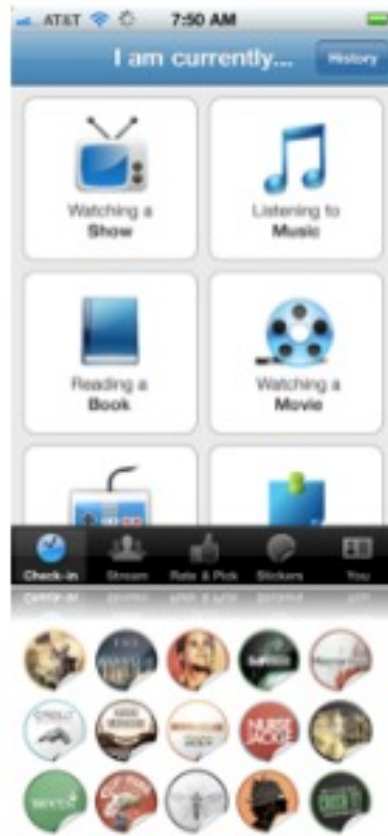 AT&T 7:50 AM
I am currently... History
Watching a
Show
Listening to
Music
Reading a
Book
Watching a
Movie
Check-in Stream Rate & Pick Stickers You
NURSE
JACKIE